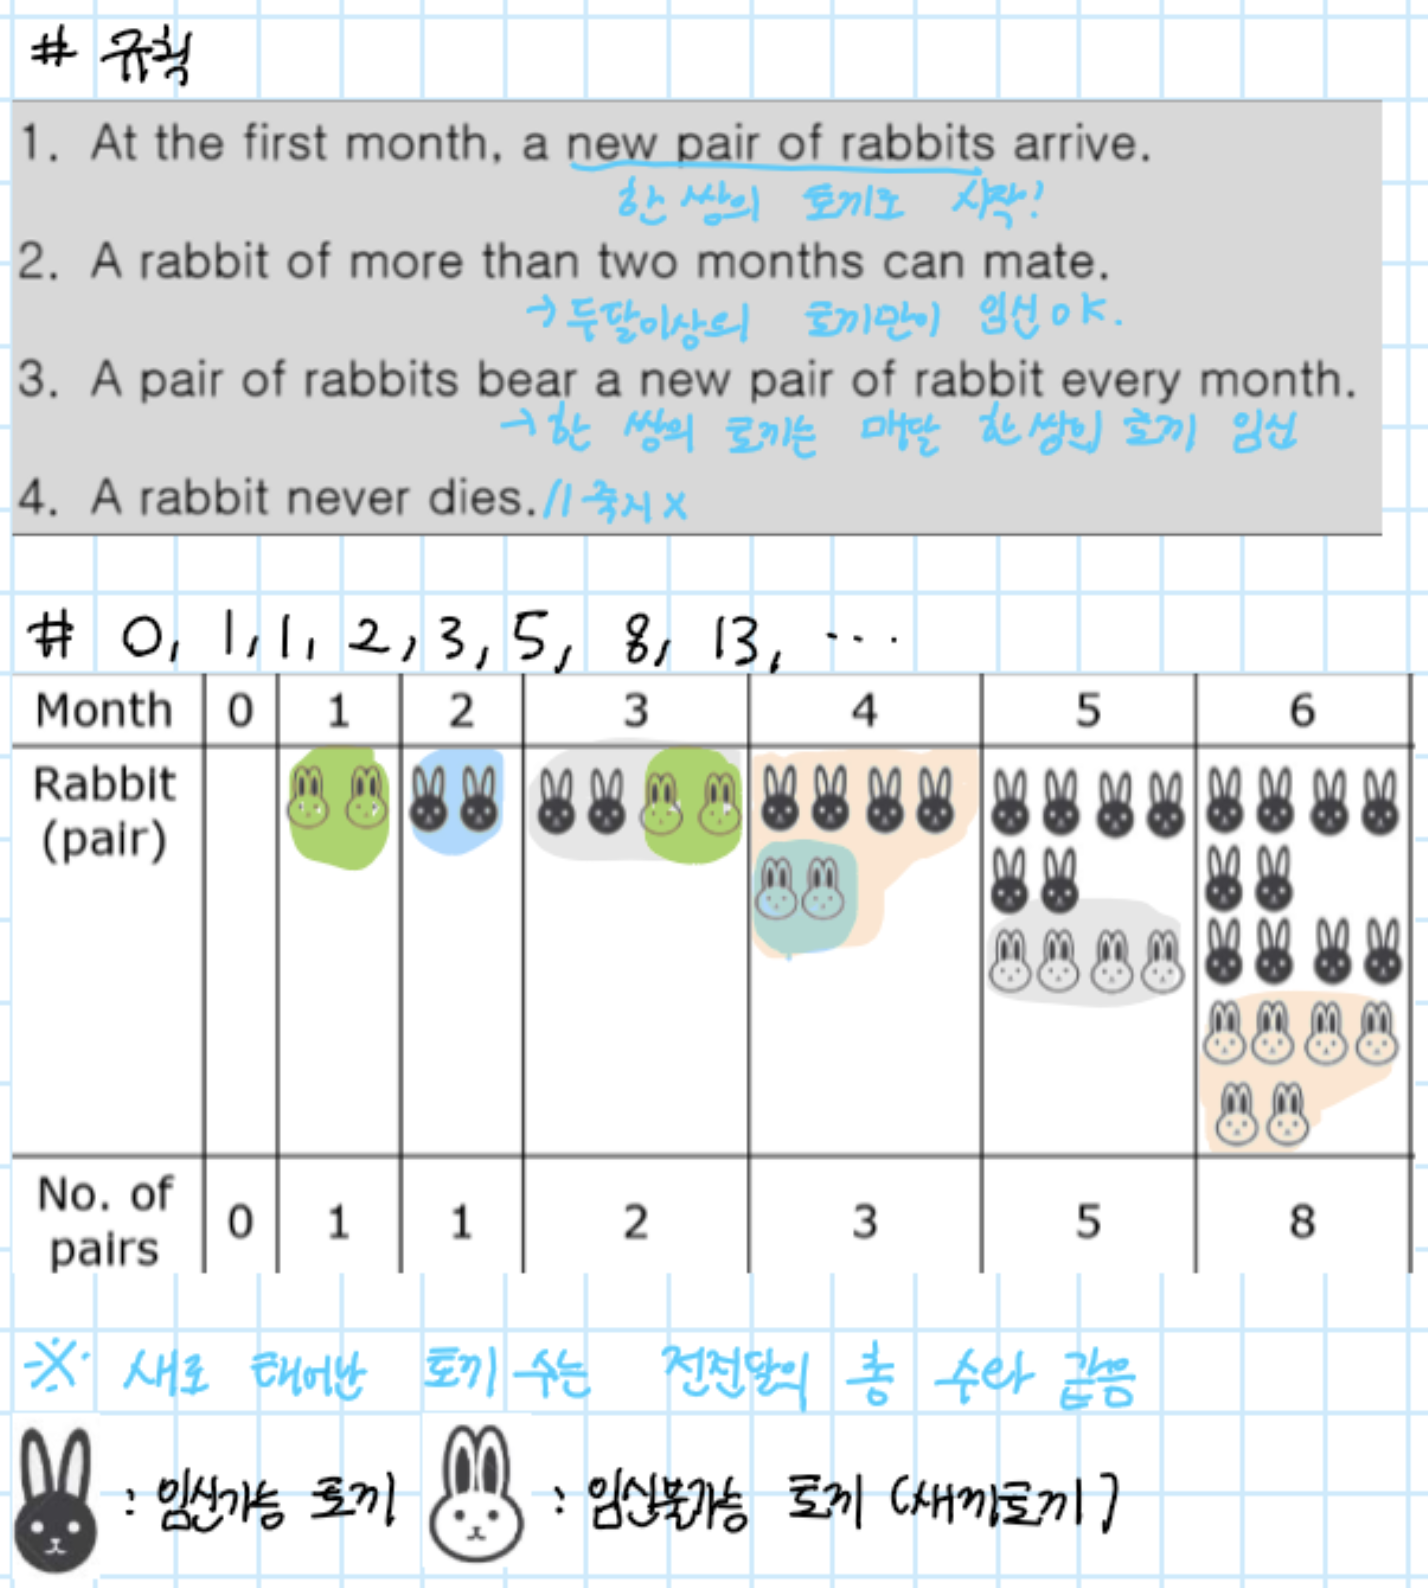 # 규칙
1. At the first month, a new pair of rabbits arrive.
한 쌍의 토끼로 시작!
2. A rabbit of more than two months can mate.
→ 두달이상의 토끼만이 임신 OK.
3. A pair of rabbits bear a new pair of rabbit every month.
→ 한 쌍의 토끼는 매달 한쌍의 토끼 임신
4. A rabbit never dies. // 죽지 X
# 0, 1, 1, 2, 3, 5, 8, 13, ...
Month 0 1 2 3 4 5 6
Rabbit
(pair)
No. of
pairs 0 1 1 2 3 5 8
※ 새로 태어난 토끼 수는 전전달의 총 수와 같음
: 임신가능 토끼 : 임신불가능 토끼 (새끼토끼)